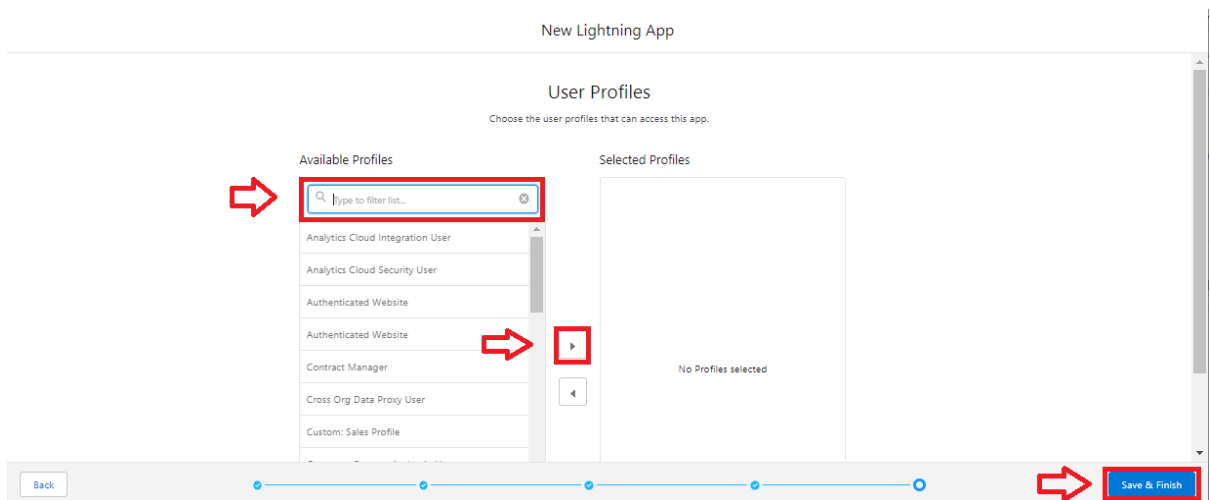 New Lightning App
User Profiles
Choose the user profiles that can access this app.
Available Profiles
Selected Profiles
Type to filter list...
Analytics Cloud Integration User
Analytics Cloud Security User
Authenticated Website
Authenticated Website
Contract Manager
No Profiles selected
Cross Org Data Proxy User
Custom: Sales Profile
Back
Save & Finish